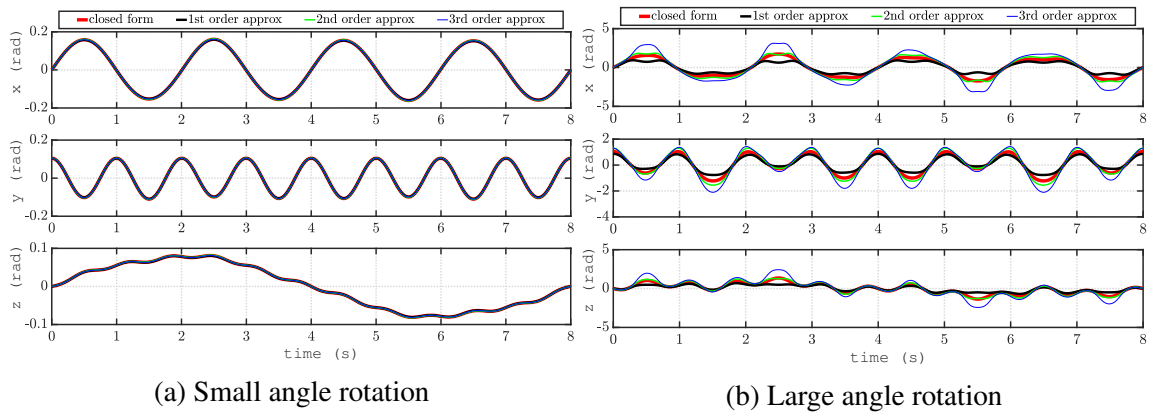 closed form 1st order approx 2nd order approx 3rd order approx
0.2
0
-0.2
x (rad)
0 1 2 3 4 5 6 7 8
0.2
0
-0.2
y (rad)
0 1 2 3 4 5 6 7 8
0.1
0
-0.1
z (rad)
0 1 2 3 4 5 6 7 8
time (s)
(a) Small angle rotation
closed form 1st order approx 2nd order approx 3rd order approx
5
0
-5
x (rad)
0 1 2 3 4 5 6 7 8
2
0
-2
-4
y (rad)
0 1 2 3 4 5 6 7 8
5
0
-5
z (rad)
0 1 2 3 4 5 6 7 8
time (s)
(b) Large angle rotation